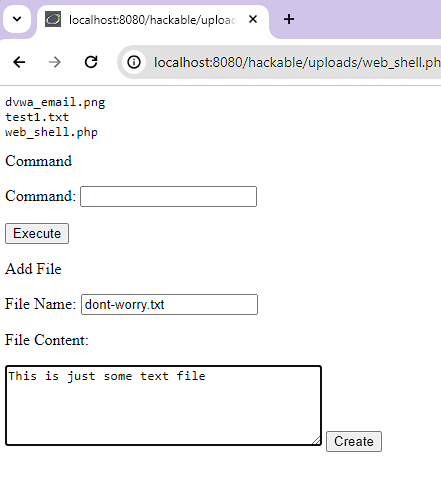 localhost:8080/hackable/uploa
localhost:8080/hackable/uploads/web_shell.ph
dvwa_email.png
test1.txt
web_shell.php
Command
Command:
Execute
Add File
File Name: dont-worry.txt
File Content:
This is just some text file
Create